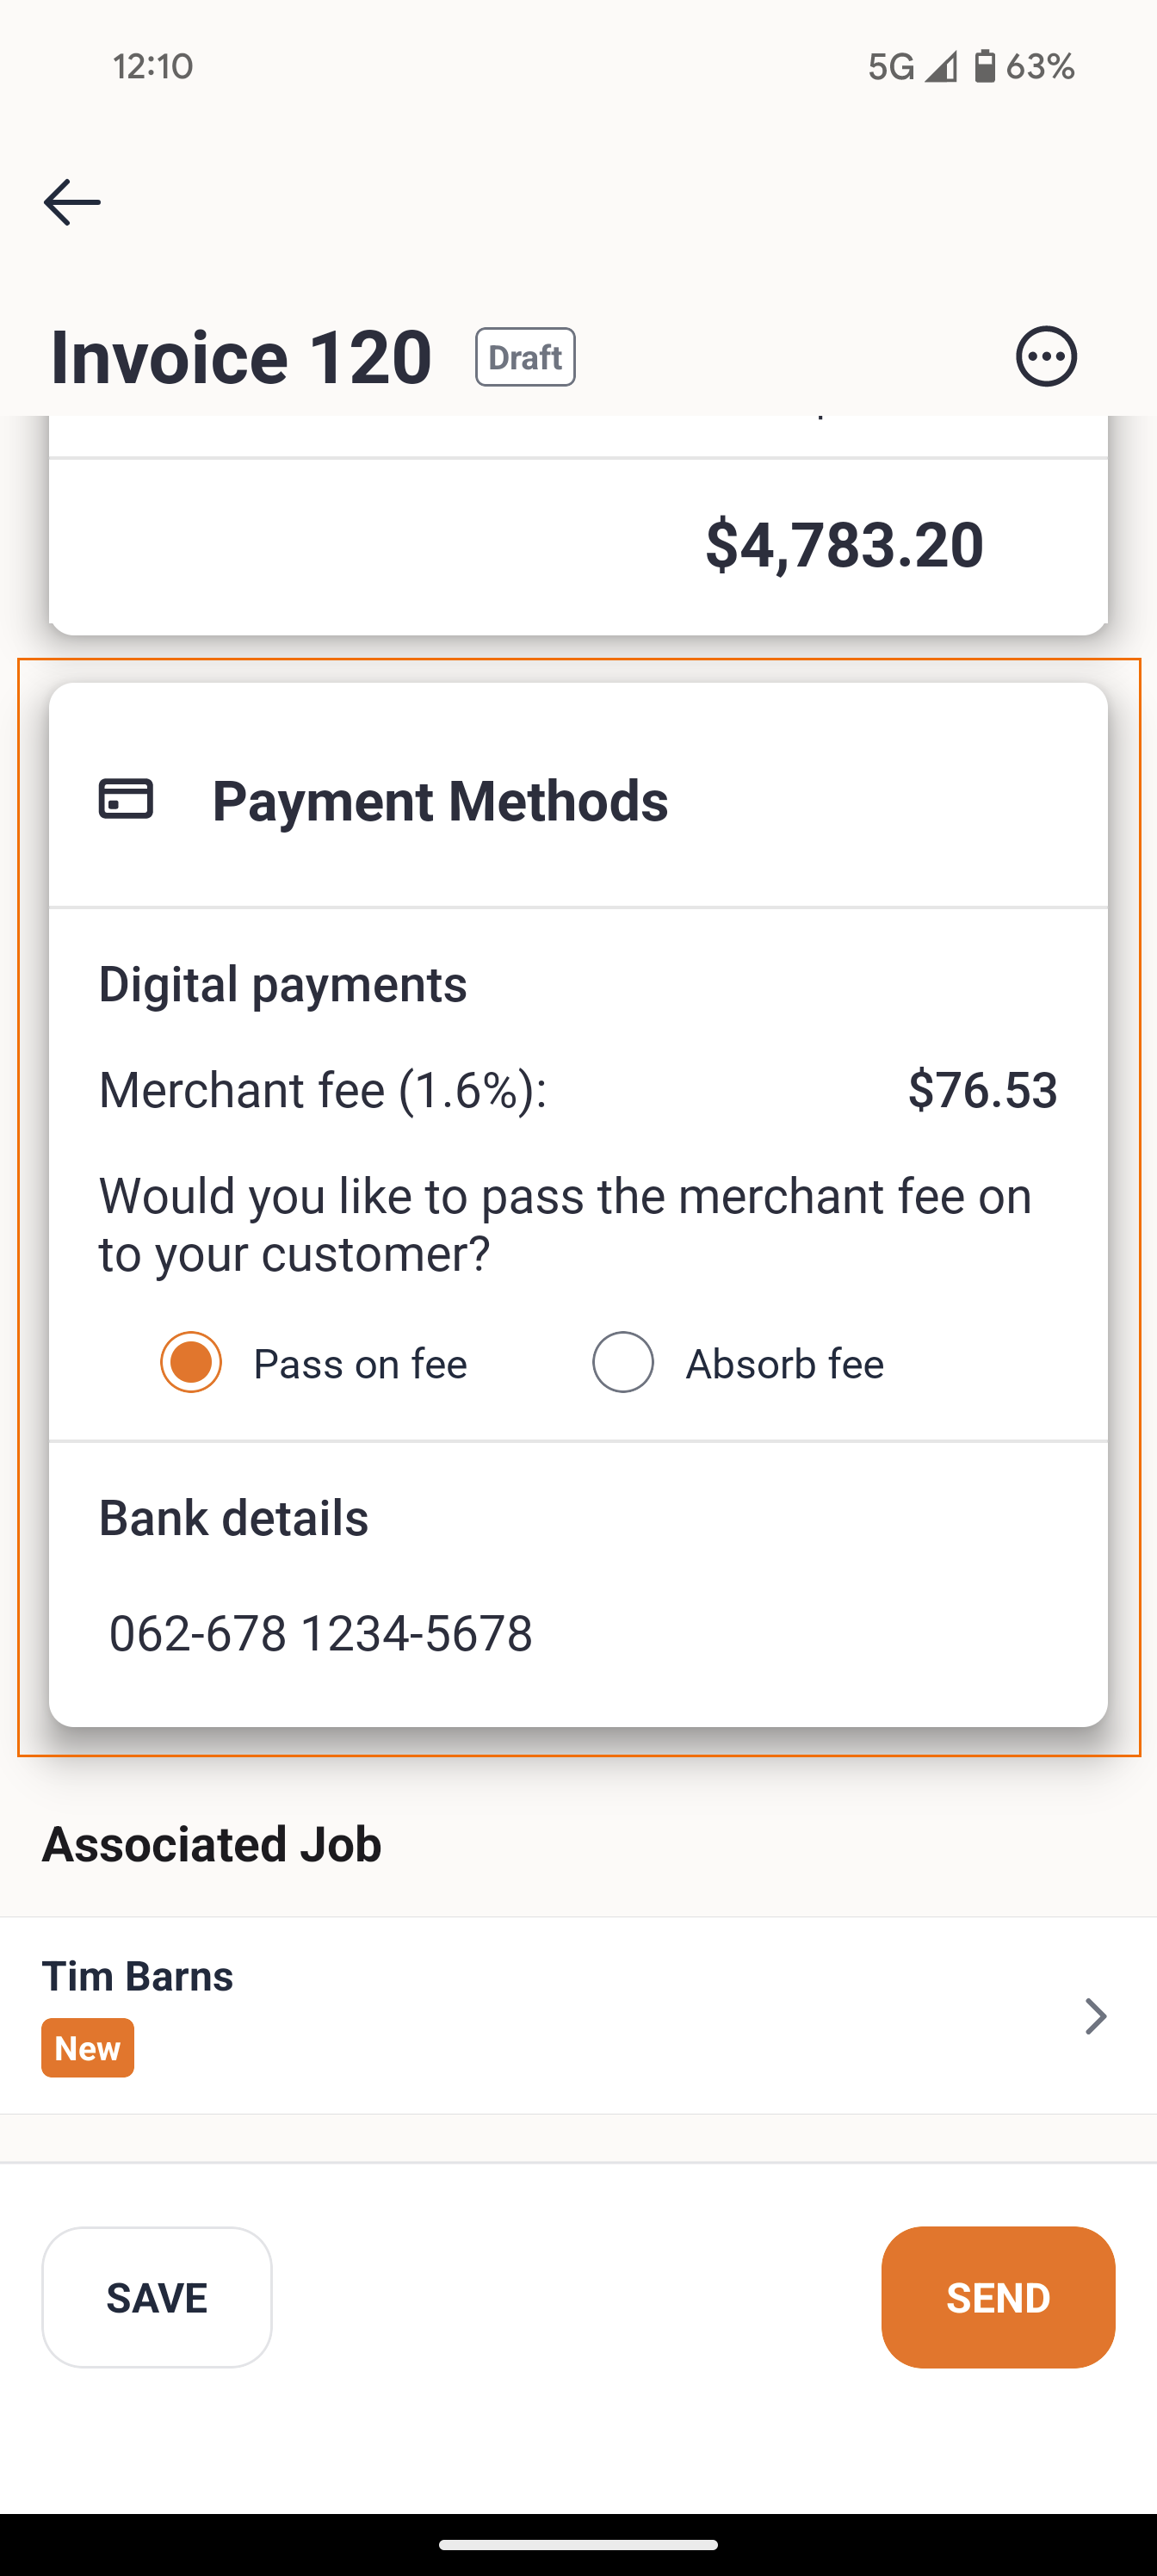 12:10
5G 63%
Invoice 120
Draft
$4,783.20
Payment Methods
Digital payments
Merchant fee (1.6%): $76.53
Would you like to pass the merchant fee on
to your customer?
Pass on fee
Absorb fee
Bank details
062-678 1234-5678
Associated Job
Tim Barns
New
SAVE
SEND